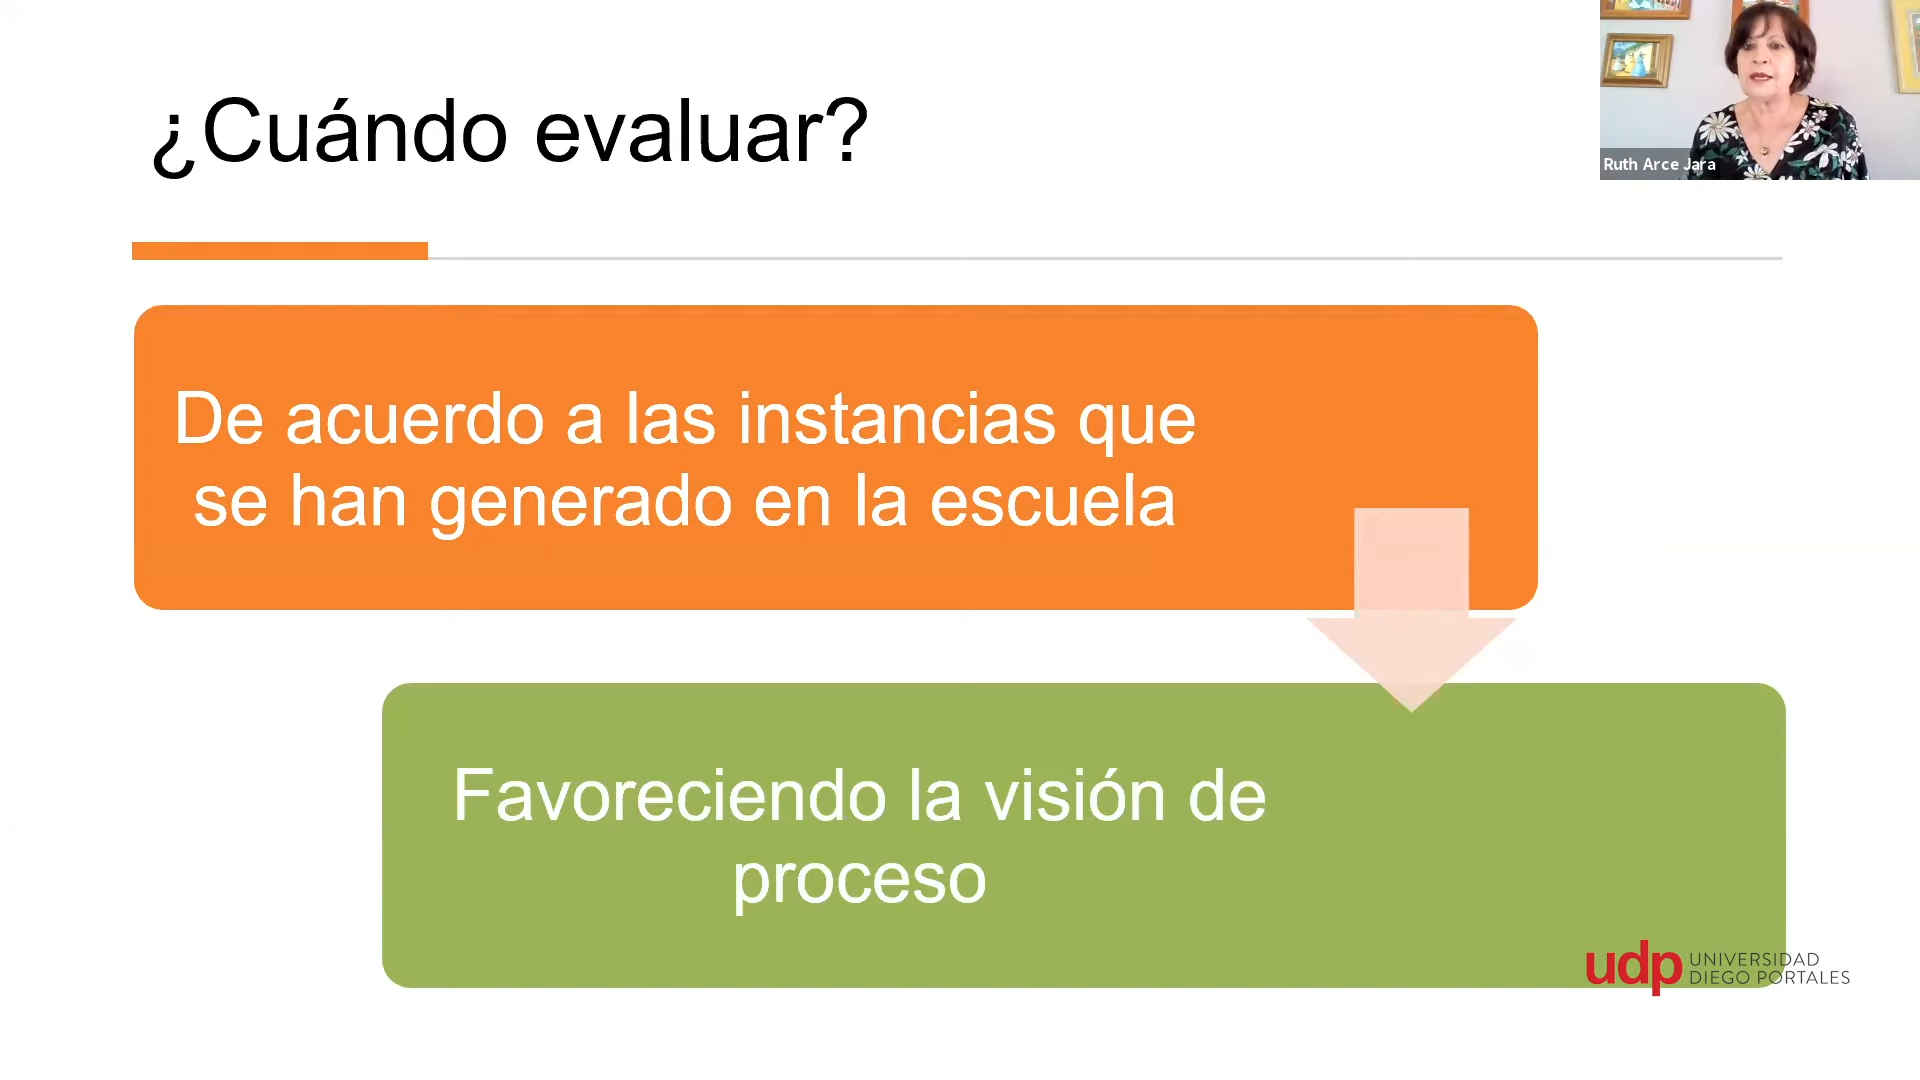 ¿Cuándo evaluar?
Ruth Arce Jara
De acuerdo a las instancias que
se han generado en la escuela
Favoreciendo la visión de
proceso
udp UNIVERSIDAD
DIEGO PORTALES